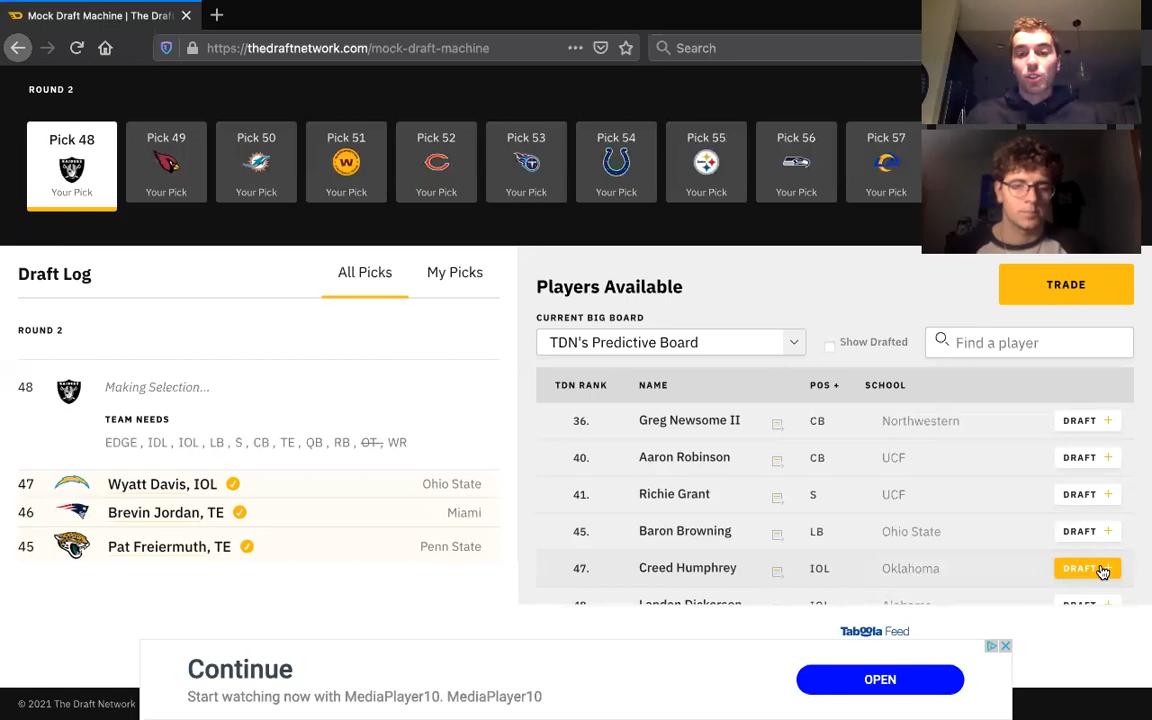 Mock Draft Machine | The Draf
https://thedraftnetwork.com/mock-draft-machine
Search
ROUND 2
Pick 48
Your Pick
Pick 49
Your Pick
Pick 50
Your Pick
Pick 51
W
Your Pick
Pick 52
Your Pick
Pick 53
Your Pick
Pick 54
Your Pick
Pick 55
Your Pick
Pick 56
Your Pick
Pick 57
Your Pick
Draft Log
All Picks
My Picks
ROUND 2
48
Making Selection...
TEAM NEEDS
EDGE , IDL , IOL , LB , S , CB , TE , QB , RB , OT , WR
47 Wyatt Davis, IOL Ohio State
46 Brevin Jordan, TE Miami
45 Pat Freiermuth, TE Penn State
Players Available
TRADE
CURRENT BIG BOARD
TDN's Predictive Board
Show Drafted
Find a player
TDN RANK NAME POS + SCHOOL
36. Greg Newsome II CB Northwestern DRAFT +
40. Aaron Robinson CB UCF DRAFT +
41. Richie Grant S UCF DRAFT +
45. Baron Browning LB Ohio State DRAFT +
47. Creed Humphrey IOL Oklahoma DRAFT
48. Landon Dickerson IOL Alabama DRAFT +
Taboola Feed
Continue
Start watching now with MediaPlayer10. MediaPlayer10
OPEN
© 2021 The Draft Network